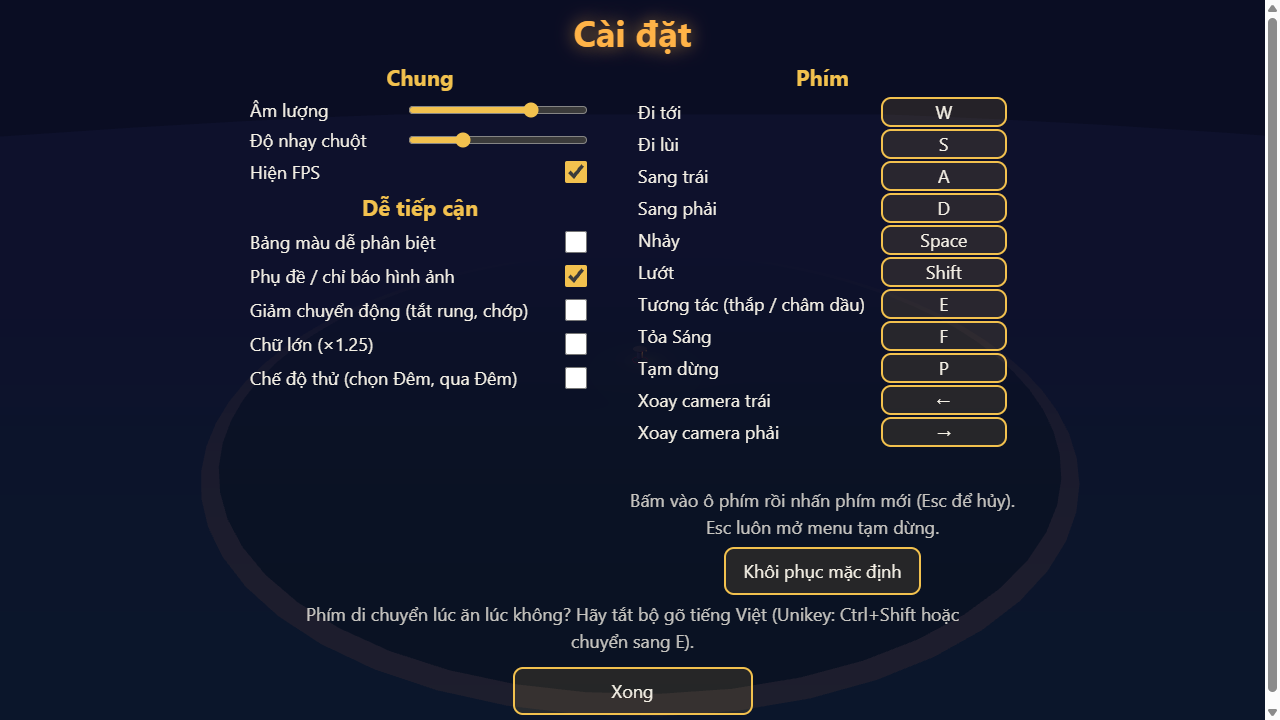 Cài đặt
Chung
Âm lượng
Độ nhạy chuột
Hiện FPS
Dễ tiếp cận
Bảng màu dễ phân biệt
Phụ đề / chỉ báo hình ảnh
Giảm chuyển động (tắt rung, chớp)
Chữ lớn (×1.25)
Chế độ thử (chọn Đêm, qua Đêm)
Phím
Đi tới W
Đi lùi S
Sang trái A
Sang phải D
Nhảy Space
Lướt Shift
Tương tác (thắp / châm dầu) E
Tỏa Sáng F
Tạm dừng P
Xoay camera trái ←
Xoay camera phải →
Bấm vào ô phím rồi nhấn phím mới (Esc để hủy).
Esc luôn mở menu tạm dừng.
Khôi phục mặc định
Phím di chuyển lúc ăn lúc không? Hãy tắt bộ gõ tiếng Việt (Unikey: Ctrl+Shift hoặc
chuyển sang E).
Xong